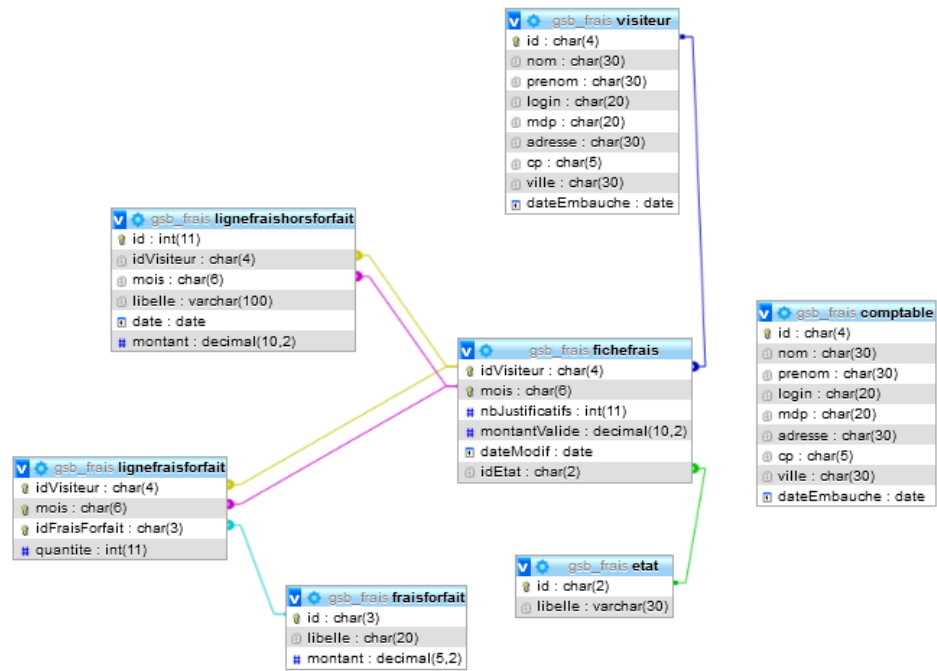 gsb_frais visiteur
id : char(4)
nom : char(30)
prenom : char(30)
login : char(20)
mdp : char(20)
adresse : char(30)
cp : char(5)
ville : char(30)
dateEmbauche : date
gsb_frais lignefraishorsforfait
id : int(11)
idVisiteur : char(4)
mois : char(6)
libelle : varchar(100)
date : date
montant : decimal(10,2)
gsb_frais comptable
id : char(4)
nom : char(30)
prenom : char(30)
login : char(20)
mdp : char(20)
adresse : char(30)
cp : char(5)
ville : char(30)
dateEmbauche : date
gsb_frais fichefrais
idVisiteur : char(4)
mois : char(6)
nbJustificatifs : int(11)
montantValide : decimal(10,2)
dateModif : date
idEtat : char(2)
gsb_frais lignefraisforfait
idVisiteur : char(4)
mois : char(6)
idFraisForfait : char(3)
quantite : int(11)
gsb_frais etat
id : char(2)
libelle : varchar(30)
gsb_frais fraisforfait
id : char(3)
libelle : char(20)
montant : decimal(5,2)